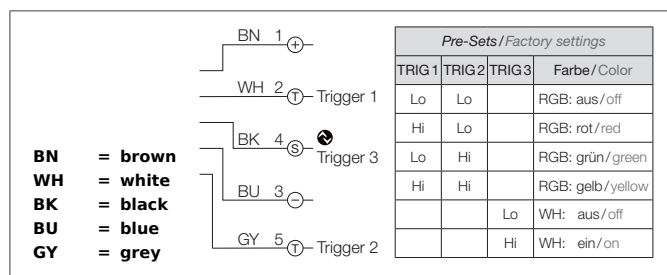 BN 1 +
WH 2 T Trigger 1
BK 4 S Trigger 3
BU 3 −
GY 5 T Trigger 2
BN = brown
WH = white
BK = black
BU = blue
GY = grey
Pre-Sets/Factory settings
TRIG 1 TRIG 2 TRIG 3 Farbe/Color
Lo Lo RGB: aus/off
Hi Lo RGB: rot/red
Lo Hi RGB: grün/green
Hi Hi RGB: gelb/yellow
Lo WH: aus/off
Hi WH: ein/on